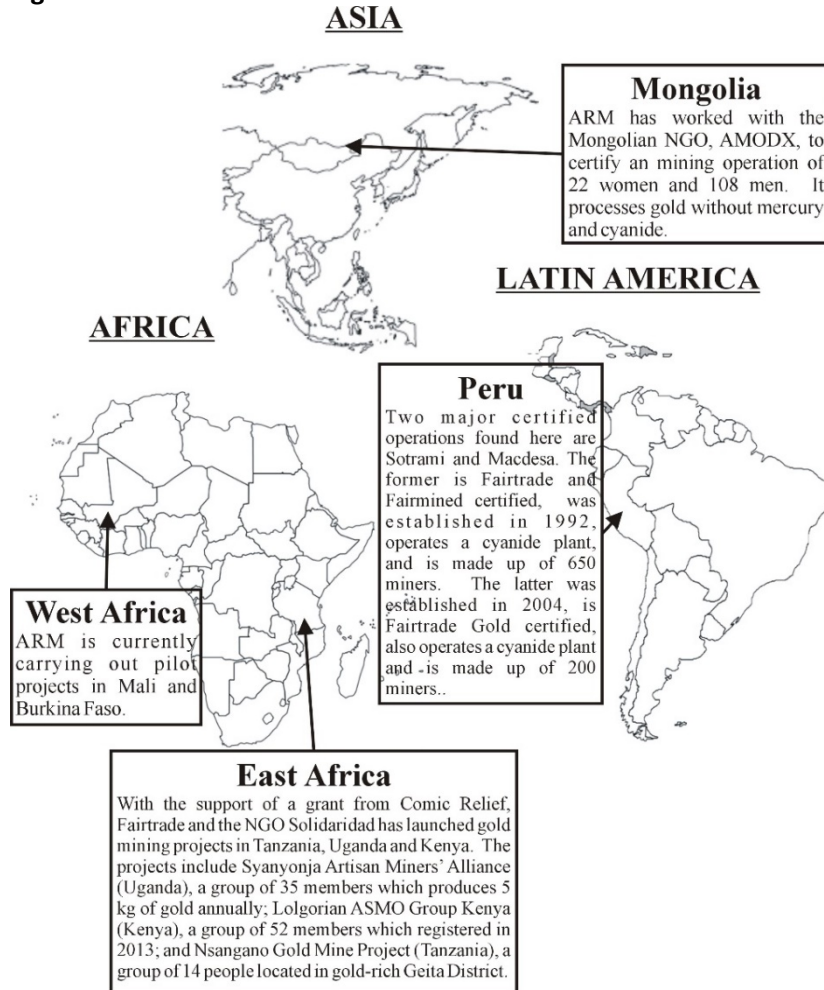 g
ASIA
Mongolia
ARM has worked with the
Mongolian NGO, AMODX, to
certify an mining operation of
22 women and 108 men. It
processes gold without mercury
and cyanide.
LATIN AMERICA
AFRICA
Peru
Two major certified
operations found here are
Sotrami and Macdesa. The
former is Fairtrade and
Fairmined certified, was
established in 1992,
operates a cyanide plant,
and is made up of 650
miners. The latter was
established in 2004, is
Fairtrade Gold certified,
also operates a cyanide plant
and is made up of 200
miners..
West Africa
ARM is currently
carrying out pilot
projects in Mali and
Burkina Faso.
East Africa
With the support of a grant from Comic Relief,
Fairtrade and the NGO Solidaridad has launched gold
mining projects in Tanzania, Uganda and Kenya. The
projects include Syanyonja Artisan Miners' Alliance
(Uganda), a group of 35 members which produces 5
kg of gold annually; Lolgorian ASMO Group Kenya
(Kenya), a group of 52 members which registered in
2013; and Nsangano Gold Mine Project (Tanzania), a
group of 14 people located in gold-rich Geita District.